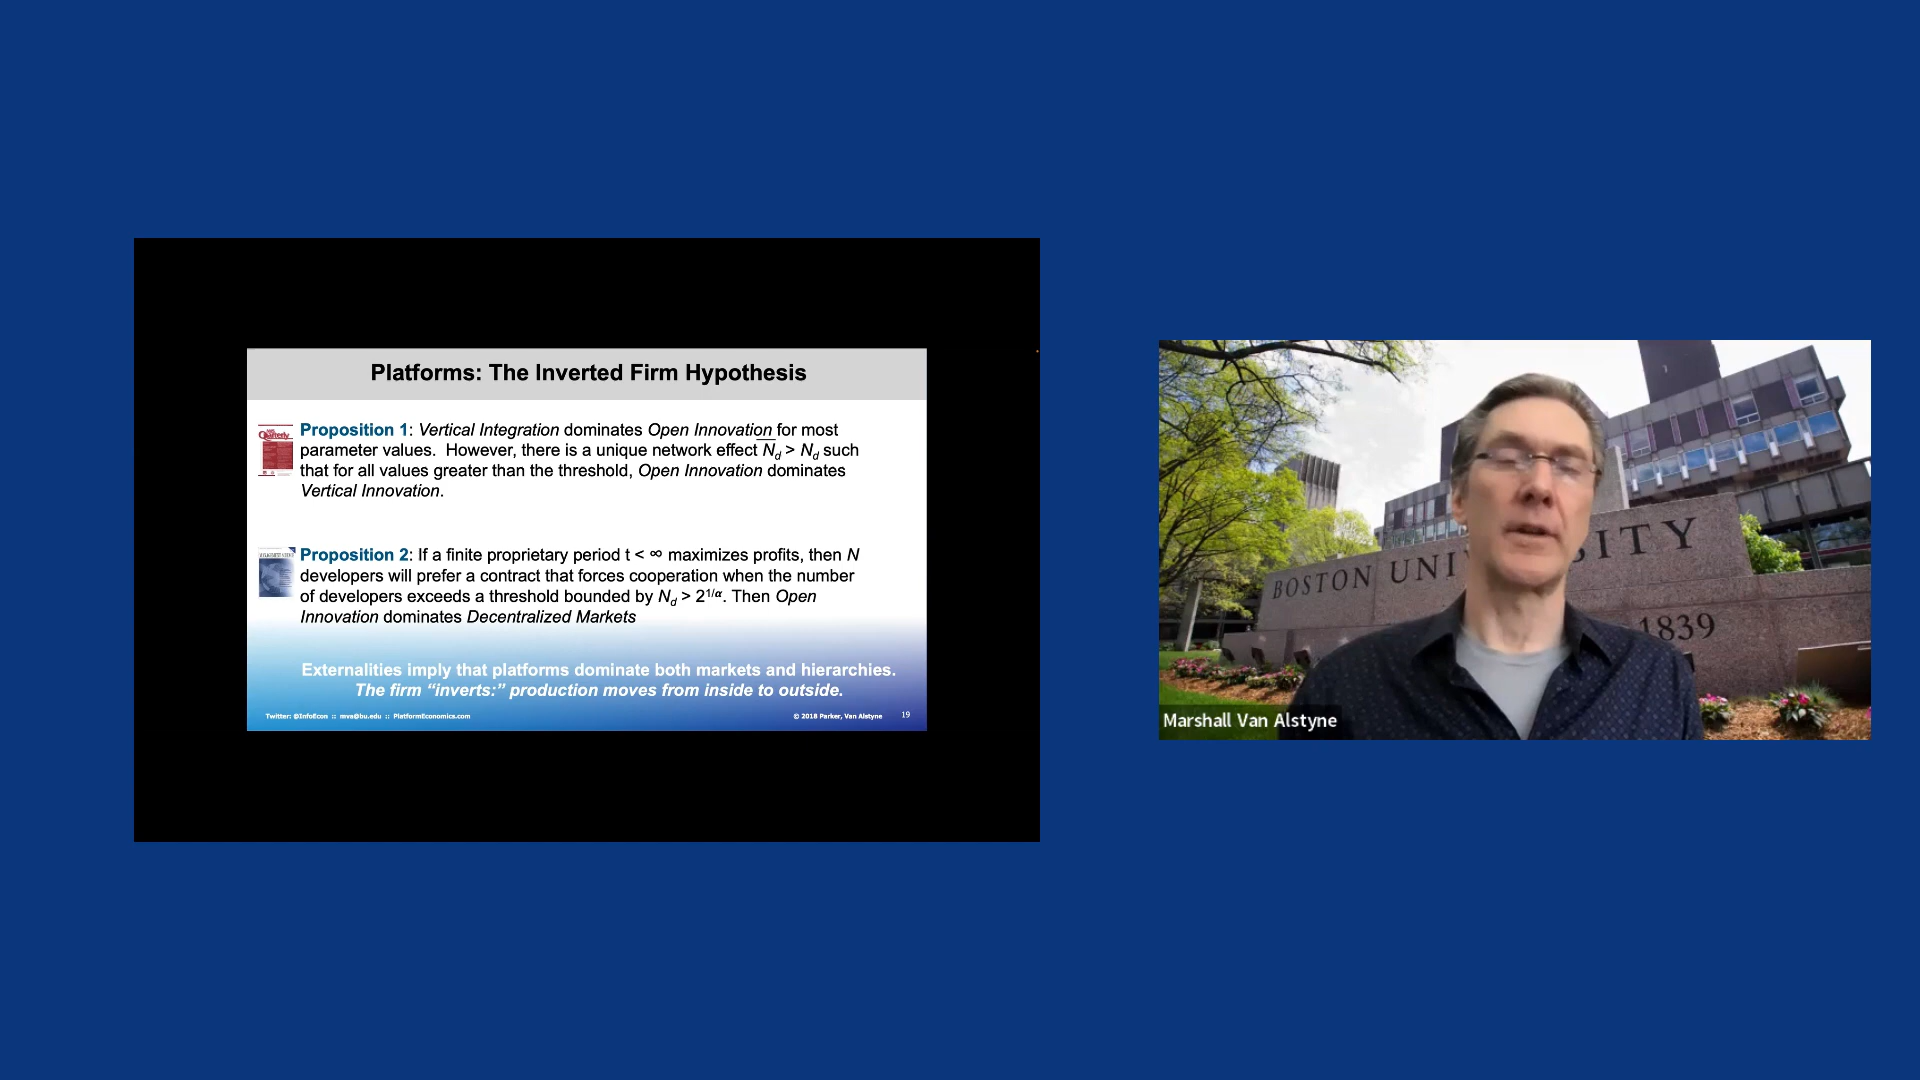 Platforms: The Inverted Firm Hypothesis
Quarterly
Proposition 1: Vertical Integration dominates Open Innovation for most
parameter values. However, there is a unique network effect N̅d > Nd such
that for all values greater than the threshold, Open Innovation dominates
Vertical Innovation.
Proposition 2: If a finite proprietary period t < ∞ maximizes profits, then N
developers will prefer a contract that forces cooperation when the number
of developers exceeds a threshold bounded by Nd > 2^1/α. Then Open
Innovation dominates Decentralized Markets
Externalities imply that platforms dominate both markets and hierarchies.
The firm “inverts:” production moves from inside to outside.
Twitter: @InfoEcon :: mva@bu.edu :: PlatformEconomics.com
© 2018 Parker, Van Alstyne 19
BOSTON UNI SITY
1839
Marshall Van Alstyne